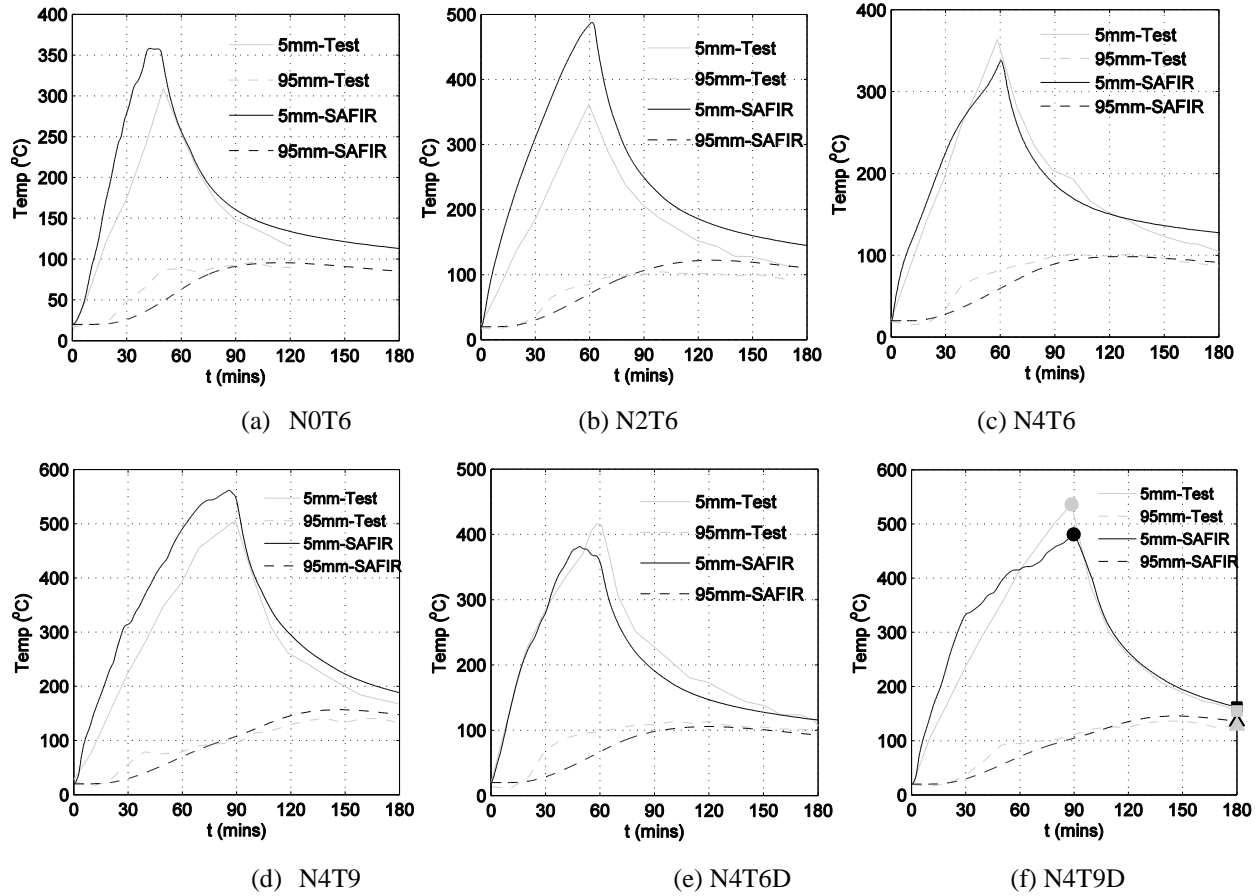 400
350
300
250
200
150
100
50
0
Temp (⁰C)
0 30 60 90 120 150 180
t (mins)
5mm-Test
95mm-Test
5mm-SAFIR
95mm-SAFIR
(a) N0T6
500
400
300
200
100
0
Temp (⁰C)
0 30 60 90 120 150 180
t (mins)
5mm-Test
95mm-Test
5mm-SAFIR
95mm-SAFIR
(b) N2T6
400
300
200
100
0
Temp (⁰C)
0 30 60 90 120 150 180
t (mins)
5mm-Test
95mm-Test
5mm-SAFIR
95mm-SAFIR
(c) N4T6
600
500
400
300
200
100
0
Temp (⁰C)
0 30 60 90 120 150 180
t (mins)
5mm-Test
95mm-Test
5mm-SAFIR
95mm-SAFIR
(d) N4T9
500
400
300
200
100
0
Temp (⁰C)
0 30 60 90 120 150 180
t (mins)
5mm-Test
95mm-Test
5mm-SAFIR
95mm-SAFIR
(e) N4T6D
600
500
400
300
200
100
0
Temp (⁰C)
0 30 60 90 120 150 180
t (mins)
5mm-Test
95mm-Test
5mm-SAFIR
95mm-SAFIR
(f) N4T9D